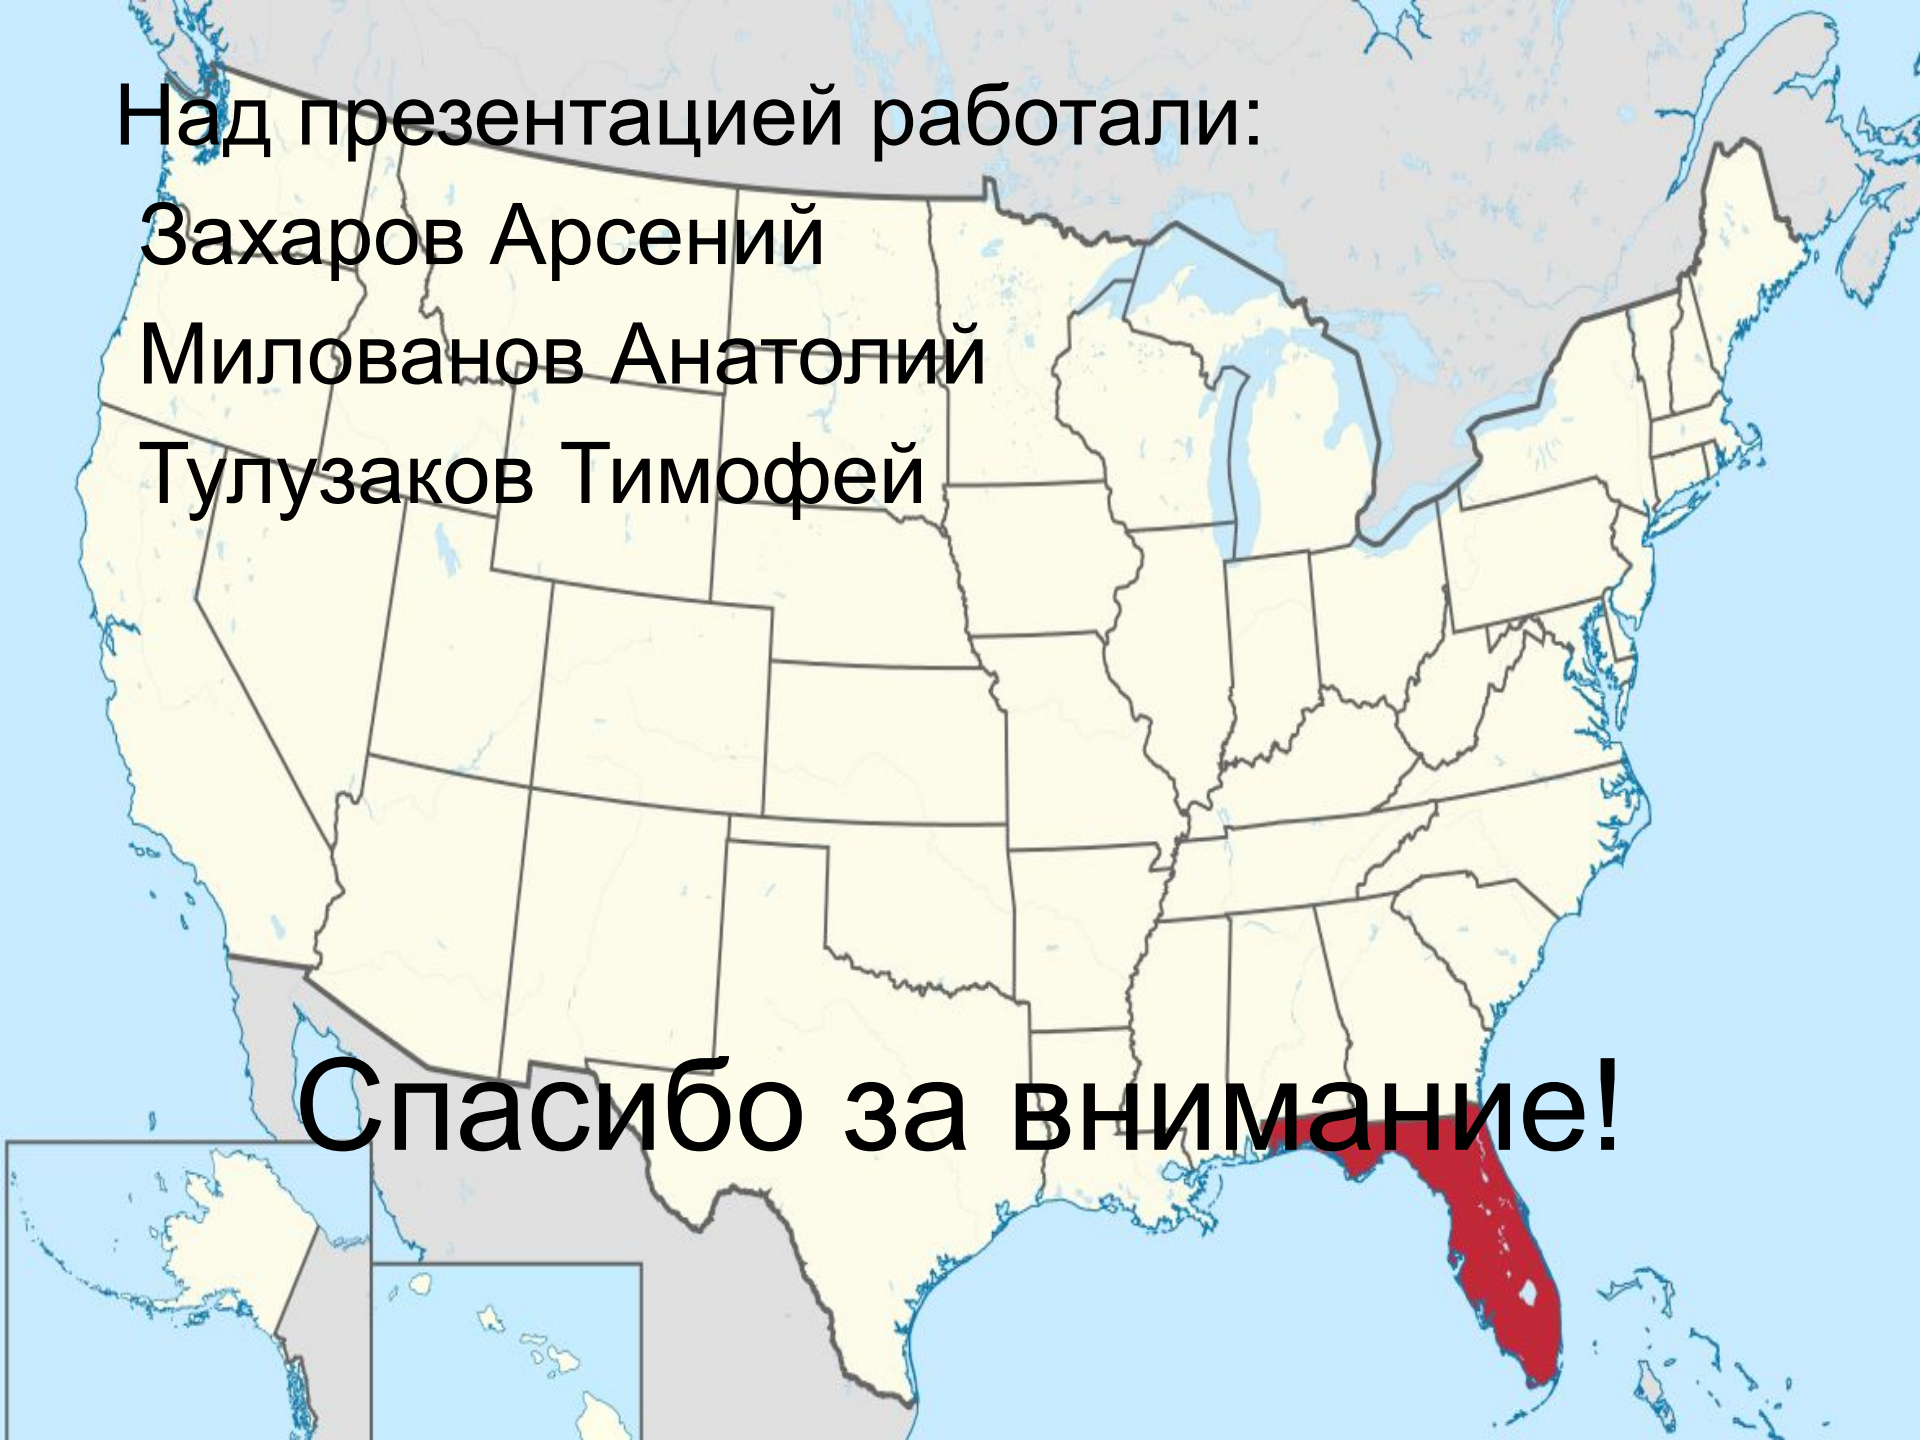 Над презентацией работали:
Захаров Арсений
Милованов Анатолий
Тулузаков Тимофей
Спасибо за внимание!